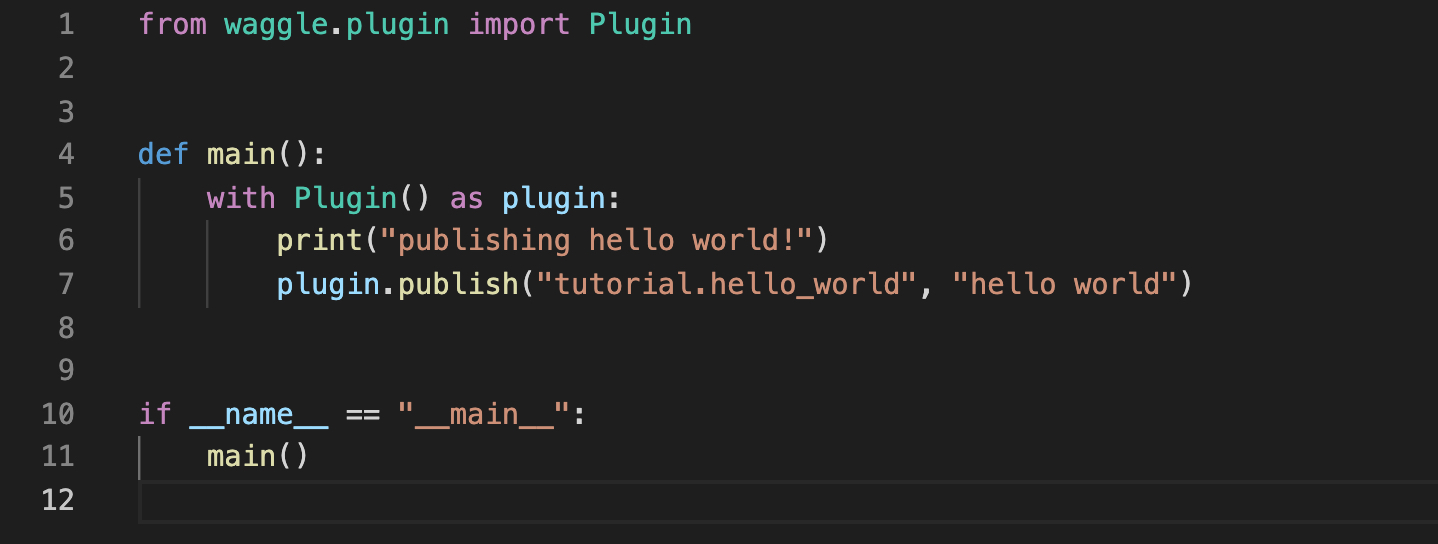 1 from waggle.plugin import Plugin
2
3
4 def main():
5     with Plugin() as plugin:
6         print("publishing hello world!")
7         plugin.publish("tutorial.hello_world", "hello world")
8
9
10 if __name__ == "__main__":
11     main()
12